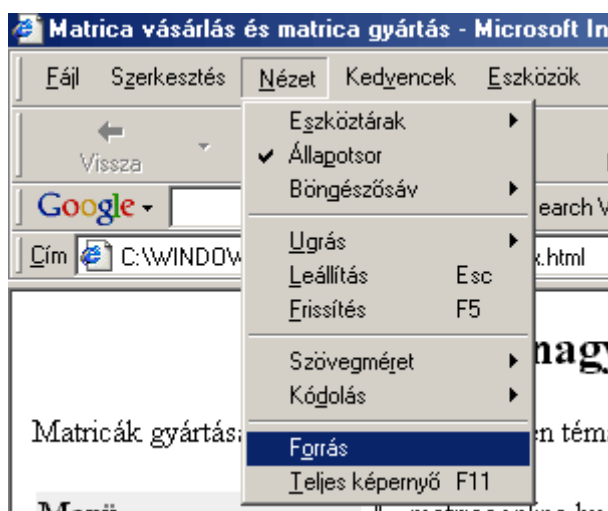 Matrica vásárlás és matrica gyártás - Microsoft In
Fájl Szerkesztés Nézet Kedvencek Eszközök
Vissza
Google
earch
Cím C:\WINDOW
x.html
Eszköztárak
Állapotsor
Böngészősáv
Ugrás
Leállítás Esc
Frissítés F5
Szövegméret
Kódolás
Forrás
Teljes képernyő F11
nagy
Matricák gyártása
en tém